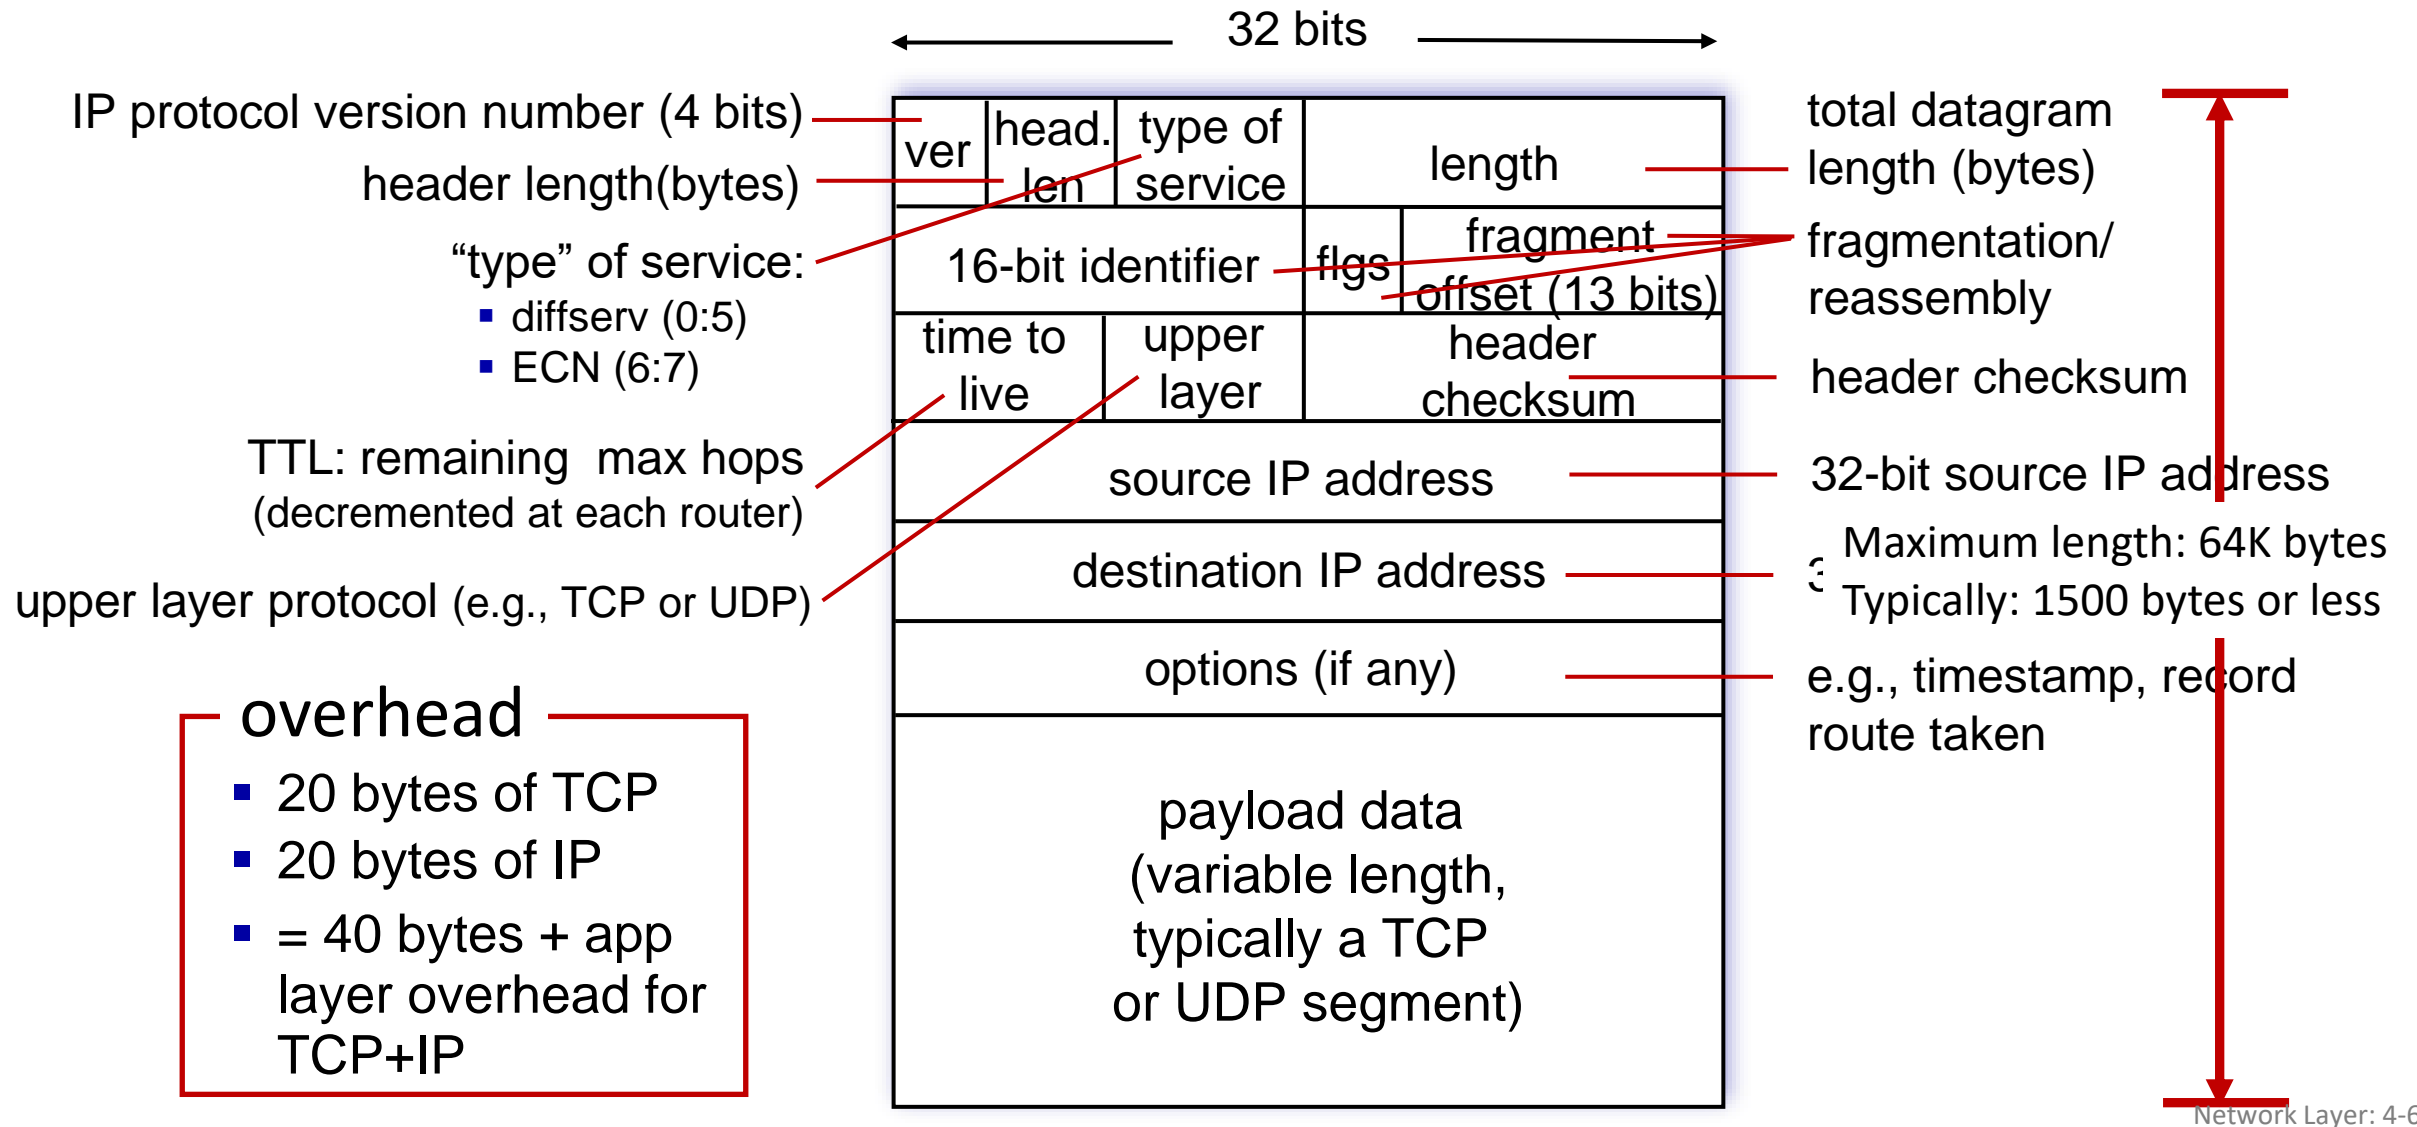 32 bits
IP protocol version number (4 bits)
header length(bytes)
“type” of service:
▪ diffserv (0:5)
▪ ECN (6:7)
TTL: remaining  max hops
(decremented at each router)
upper layer protocol (e.g., TCP or UDP)
overhead
▪ 20 bytes of TCP
▪ 20 bytes of IP
▪ = 40 bytes + app
layer overhead for
TCP+IP
ver
head.
len
type of
service
length
16-bit identifier
flgs
fragment
offset (13 bits)
time to
live
upper
layer
header
checksum
source IP address
destination IP address
options (if any)
payload data
(variable length,
typically a TCP
or UDP segment)
total datagram
length (bytes)
fragmentation/
reassembly
header checksum
32-bit source IP address
Maximum length: 64K bytes
Typically: 1500 bytes or less
e.g., timestamp, record
route taken
Network Layer: 4-6